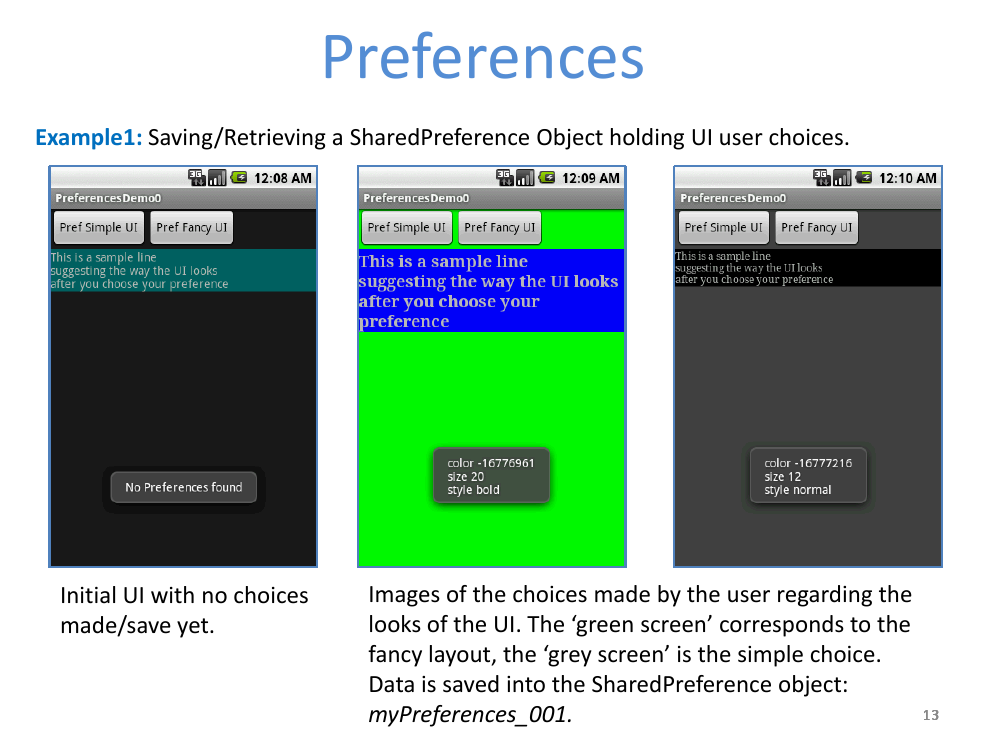 Preferences
Example1: Saving/Retrieving a SharedPreference Object holding UI user choices.
3G 12:08 AM
PreferencesDemo0
Pref Simple UI Pref Fancy UI
This is a sample line
suggesting the way the UI looks
after you choose your preference
No Preferences found
3G 12:09 AM
PreferencesDemo0
Pref Simple UI Pref Fancy UI
This is a sample line
suggesting the way the UI looks
after you choose your
preference
color -16776961
size 20
style bold
3G 12:10 AM
PreferencesDemo0
Pref Simple UI Pref Fancy UI
This is a sample line
suggesting the way the UI looks
after you choose your preference
color -16777216
size 12
style normal
Initial UI with no choices
made/save yet.
Images of the choices made by the user regarding the
looks of the UI. The ‘green screen’ corresponds to the
fancy layout, the ‘grey screen’ is the simple choice.
Data is saved into the SharedPreference object:
myPreferences_001.
13